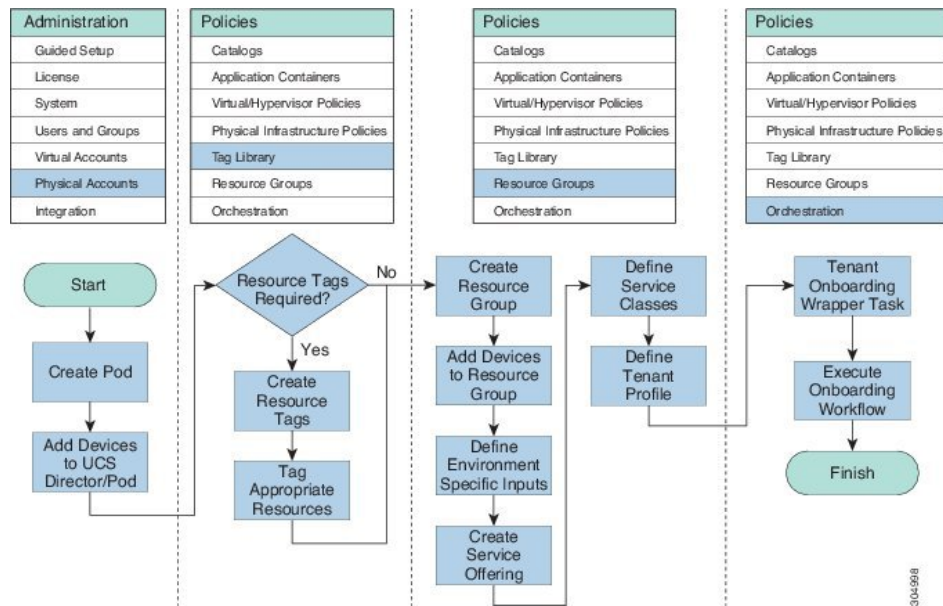 Administration
Guided Setup
License
System
Users and Groups
Virtual Accounts
Physical Accounts
Integration
Policies
Catalogs
Application Containers
Virtual/Hypervisor Policies
Physical Infrastructure Policies
Tag Library
Resource Groups
Orchestration
Policies
Catalogs
Application Containers
Virtual/Hypervisor Policies
Physical Infrastructure Policies
Tag Library
Resource Groups
Orchestration
Policies
Catalogs
Application Containers
Virtual/Hypervisor Policies
Physical Infrastructure Policies
Tag Library
Resource Groups
Orchestration
Start
Create Pod
Add Devices
to UCS
Director/Pod
Resource Tags
Required?
No
Yes
Create
Resource
Tags
Tag
Appropriate
Resources
Create
Resource
Group
Add Devices
to Resource
Group
Define
Environment
Specific Inputs
Create
Service
Offering
Define
Service
Classes
Define
Tenant
Profile
Tenant
Onboarding
Wrapper Task
Execute
Onboarding
Workflow
Finish
304998